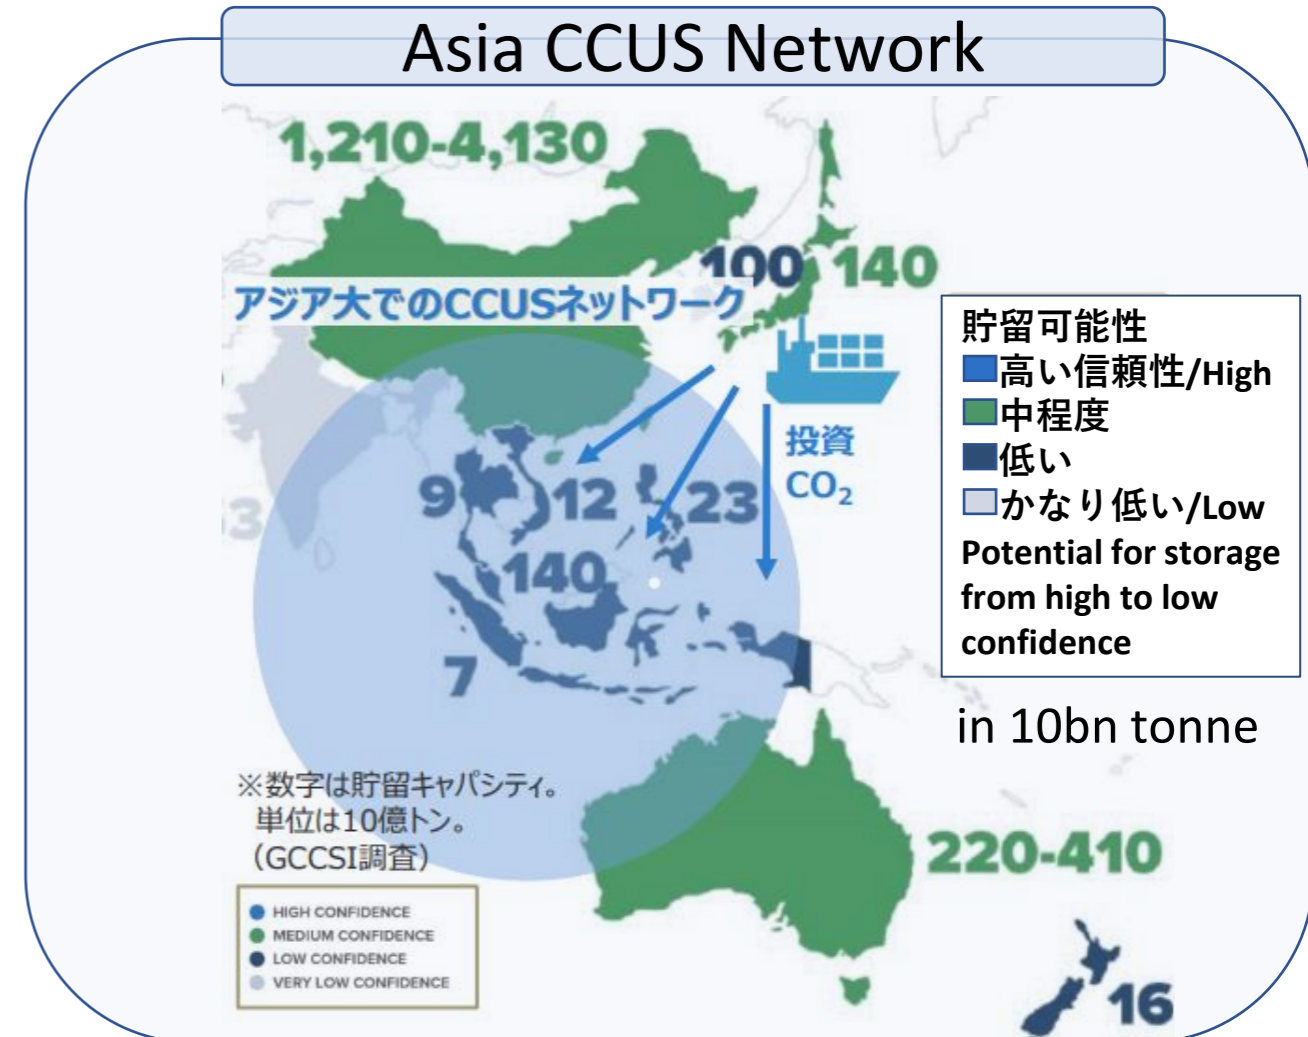 Asia CCUS Network
1,210-4,130
100
140
アジア大でのCCUSネットワーク
投資
CO₂
9
12
23
140
7
貯留可能性
高い信頼性/High
中程度
低い
かなり低い/Low
Potential for storage
from high to low
confidence
in 10bn tonne
※数字は貯留キャパシティ。
単位は10億トン。
（GCCSI調査）
220-410
HIGH CONFIDENCE
MEDIUM CONFIDENCE
LOW CONFIDENCE
VERY LOW CONFIDENCE
16